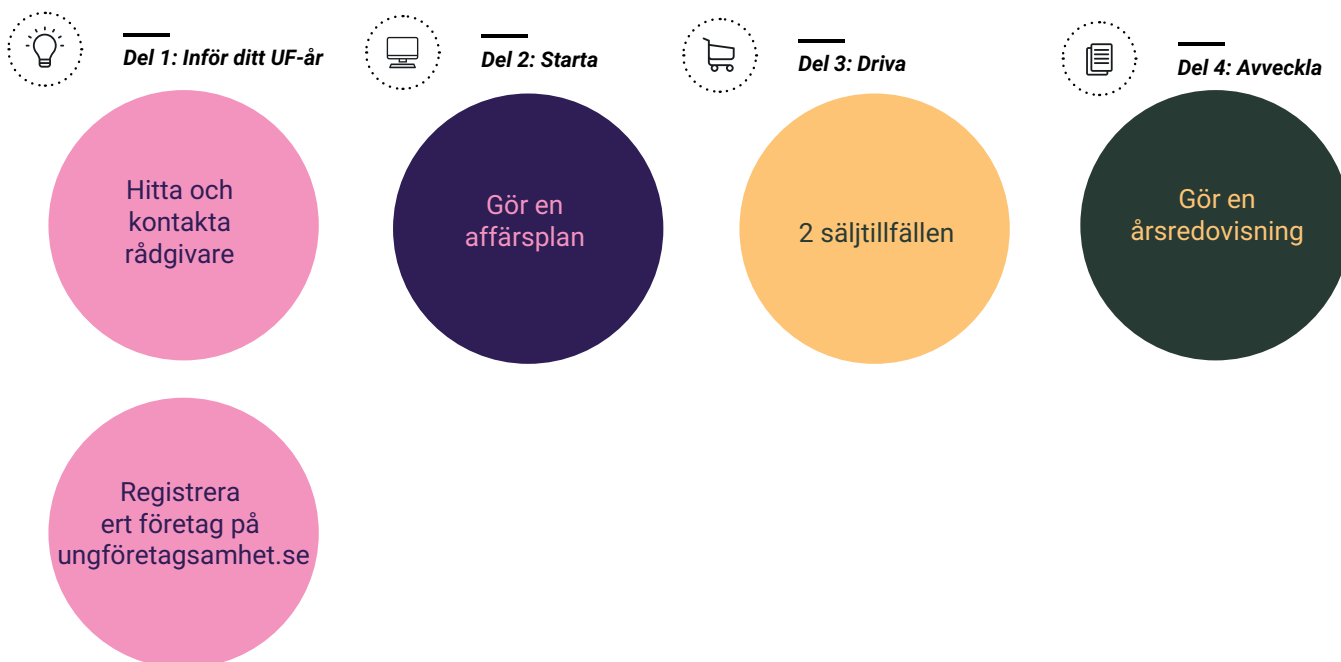 Del 1: Inför ditt UF-år
Del 2: Starta
Del 3: Driva
Del 4: Avveckla
Hitta och
kontakta
rådgivare
Gör en
affärsplan
2 säljtillfällen
Gör en
årsredovisning
Registrera
ert företag på
ungföretagsamhet.se